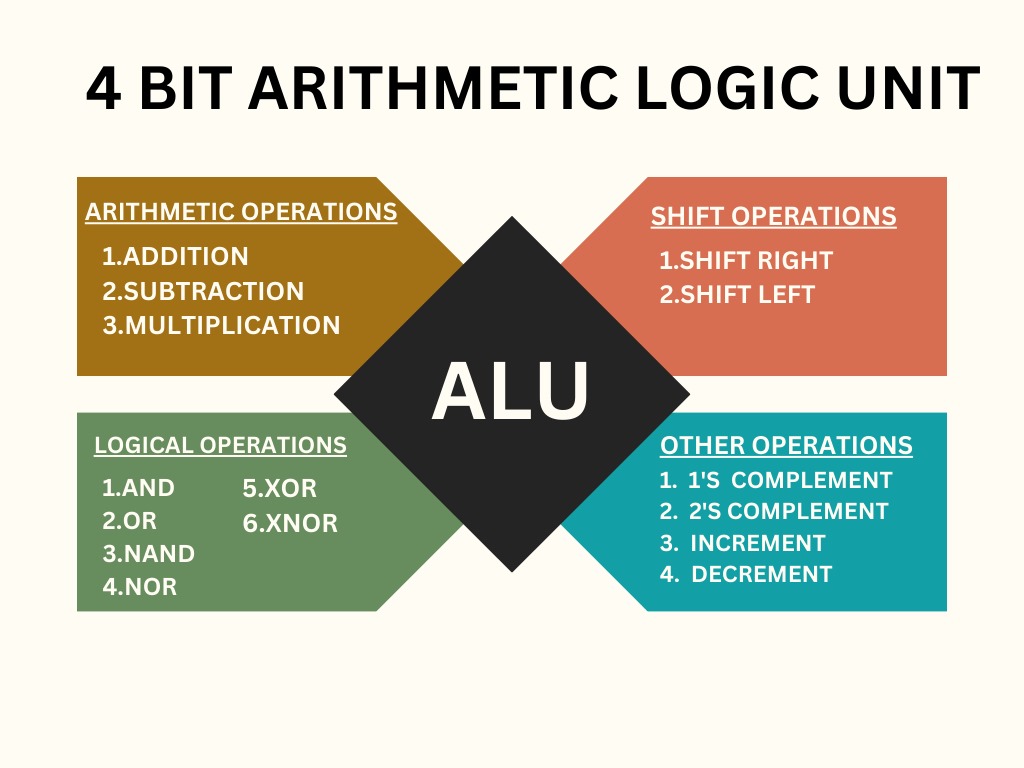 4 BIT ARITHMETIC LOGIC UNIT
ARITHMETIC OPERATIONS
1.ADDITION
2.SUBTRACTION
3.MULTIPLICATION
SHIFT OPERATIONS
1.SHIFT RIGHT
2.SHIFT LEFT
ALU
LOGICAL OPERATIONS
1.AND
2.OR
3.NAND
4.NOR
5.XOR
6.XNOR
OTHER OPERATIONS
1. 1'S COMPLEMENT
2. 2'S COMPLEMENT
3. INCREMENT
4. DECREMENT